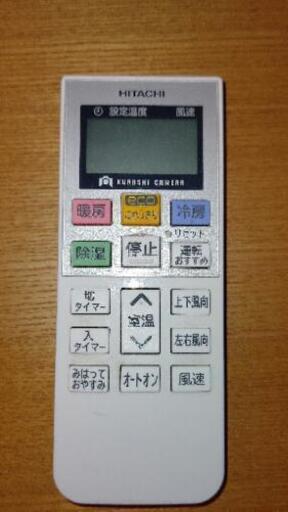 HITACHI
設定温度 風速
KURASHI CAMERA
暖房
eco
これっきり
冷房
リセット
除湿
停止
運転
おすすめ
切
タイマー
室温
上下風向
入
タイマー
左右風向
みはって
おやすみ
オートオン
風速